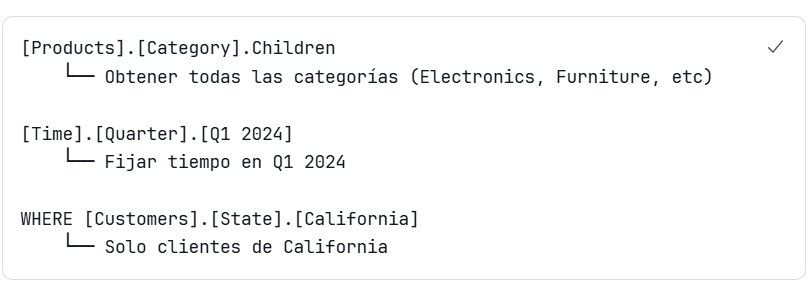 [Products].[Category].Children
└── Obtener todas las categorías (Electronics, Furniture, etc)
[Time].[Quarter].[Q1 2024]
└── Fijar tiempo en Q1 2024
WHERE [Customers].[State].[California]
└── Solo clientes de California